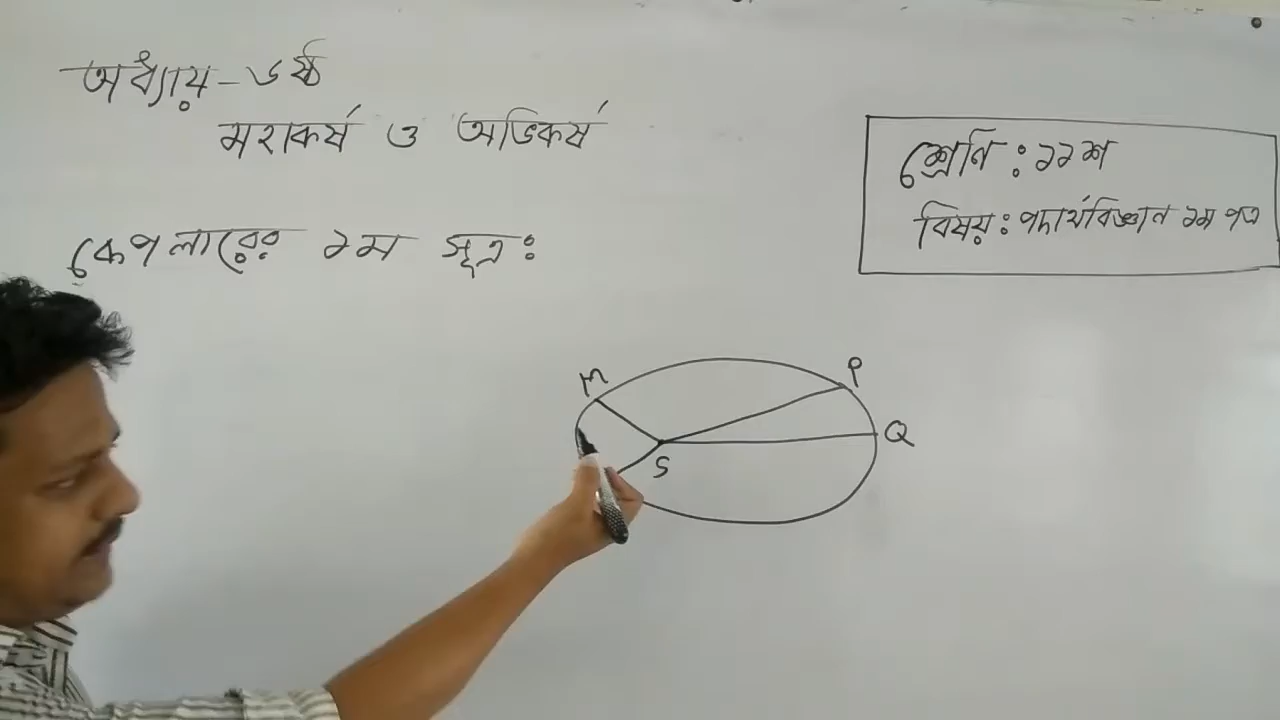 অধ্যায় - ৬ষ্ঠ
মহাকর্ষ ও অভিকর্ষ
শ্রেণি : ১১শ
বিষয় : পদার্থবিজ্ঞান ১ম পত্র
কেপলারের ১ম সূত্র :
M
P
Q
S